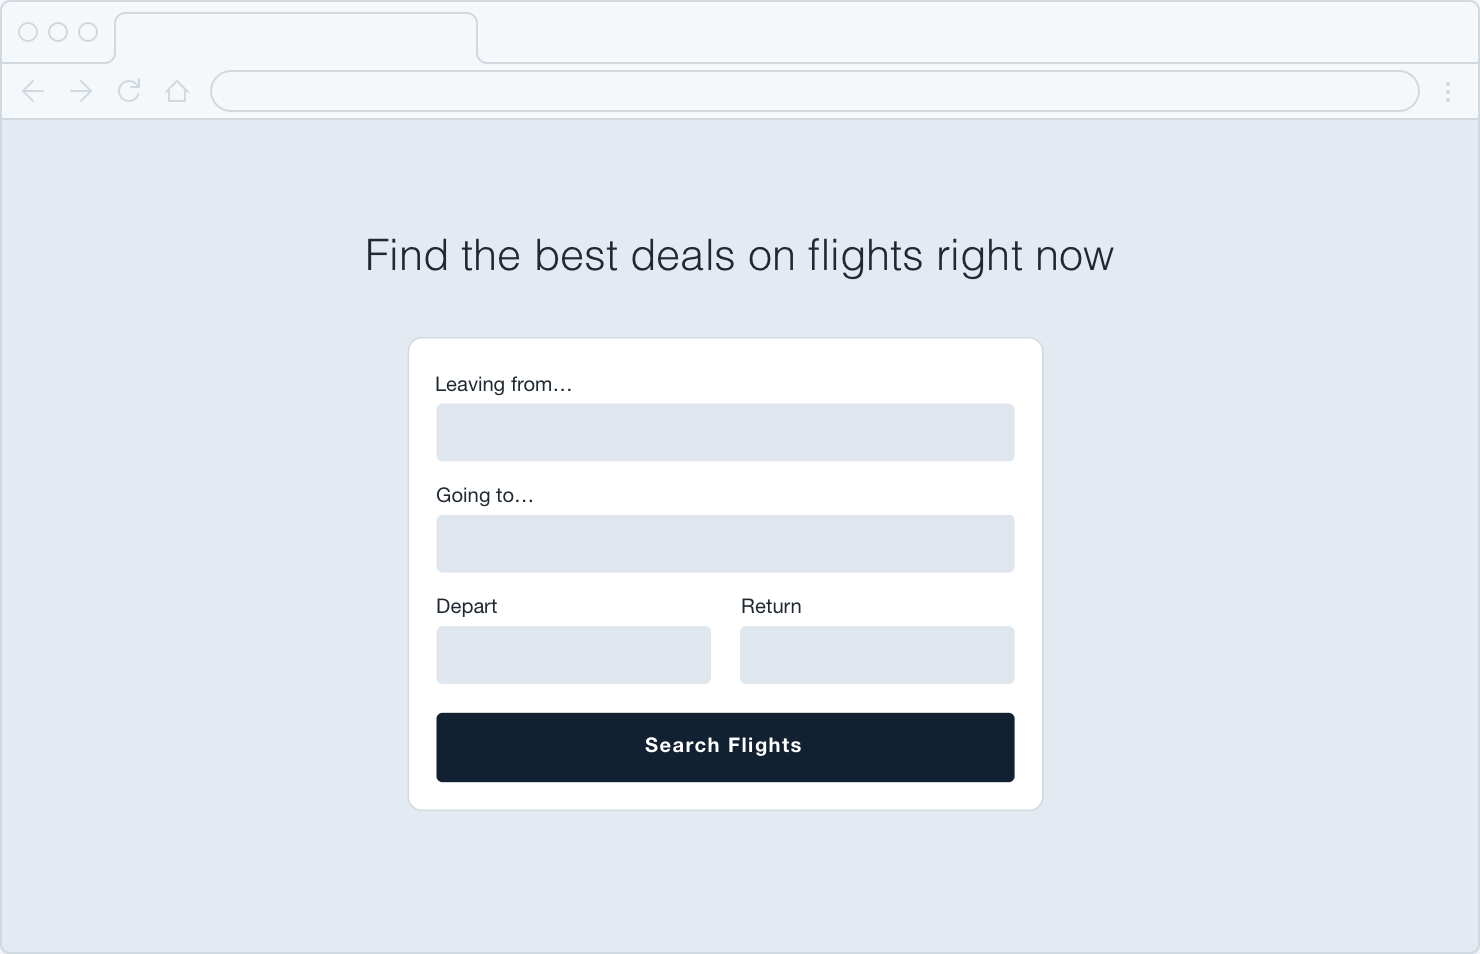 Find the best deals on flights right now
Leaving from…
Going to…
Depart
Return
Search Flights